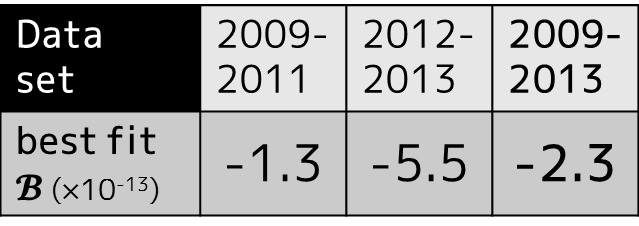 Data set
2009-2011
2012-2013
2009-2013
best fit
ℬ (×10⁻¹³)
-1.3
-5.5
-2.3